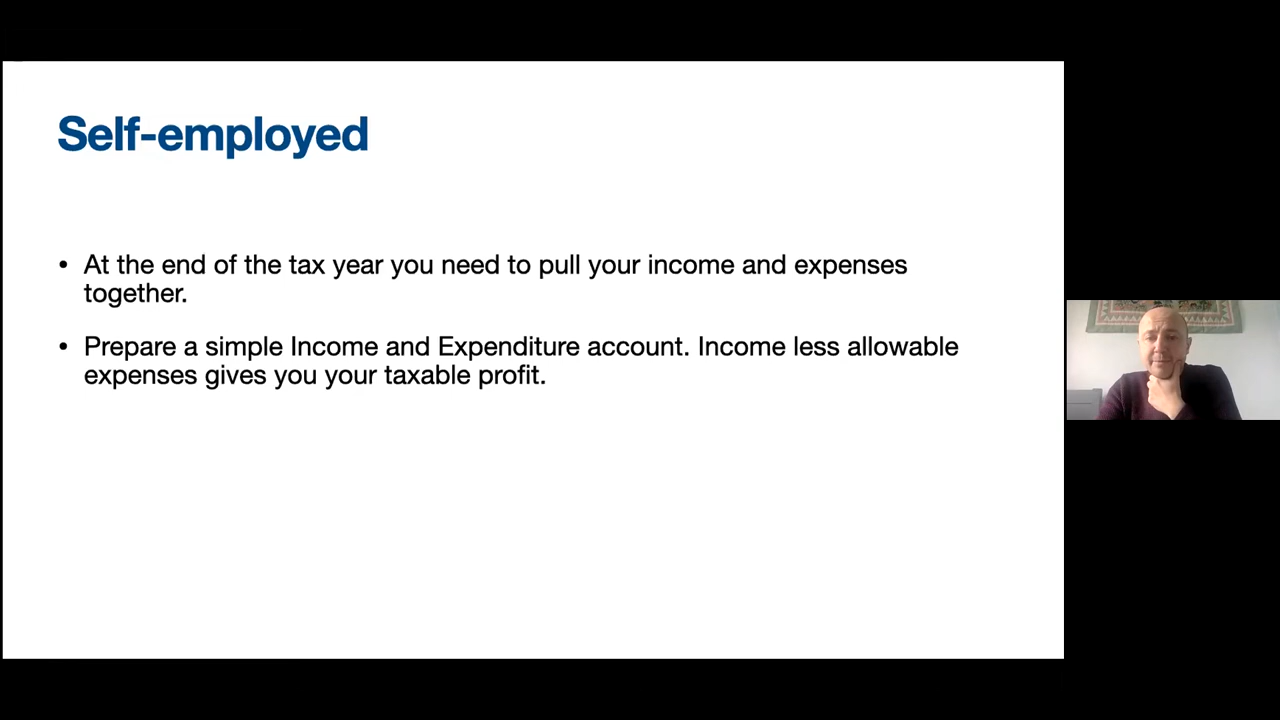 Self-employed
• At the end of the tax year you need to pull your income and expenses
together.
• Prepare a simple Income and Expenditure account. Income less allowable
expenses gives you your taxable profit.